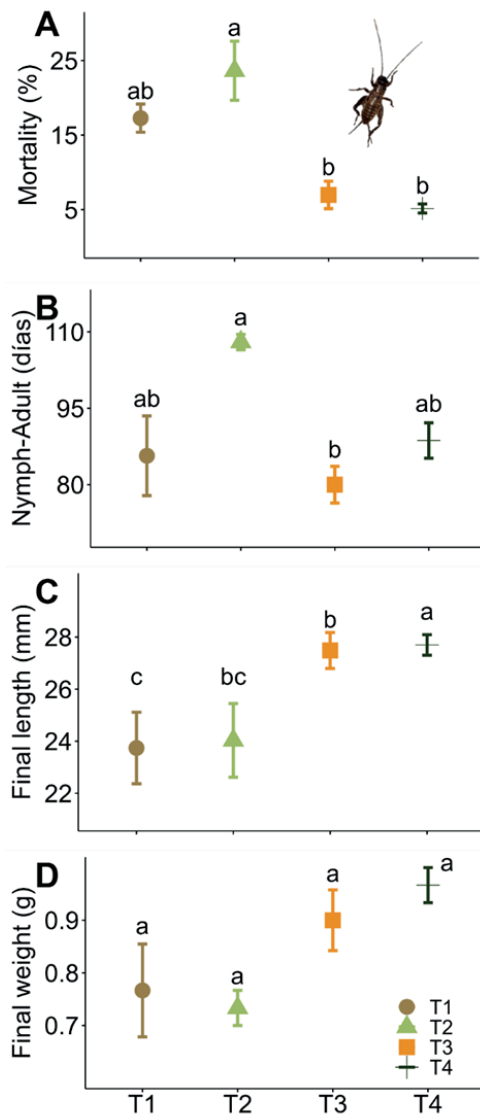 A
Mortality (%)
25
15
5
ab
a
b
b
B
Nymph-Adult (días)
110
95
80
ab
a
b
ab
C
Final length (mm)
28
26
24
22
c
bc
b
a
D
Final weight (g)
0.9
0.8
0.7
a
a
a
a
T1
T2
T3
T4
T1 T2 T3 T4